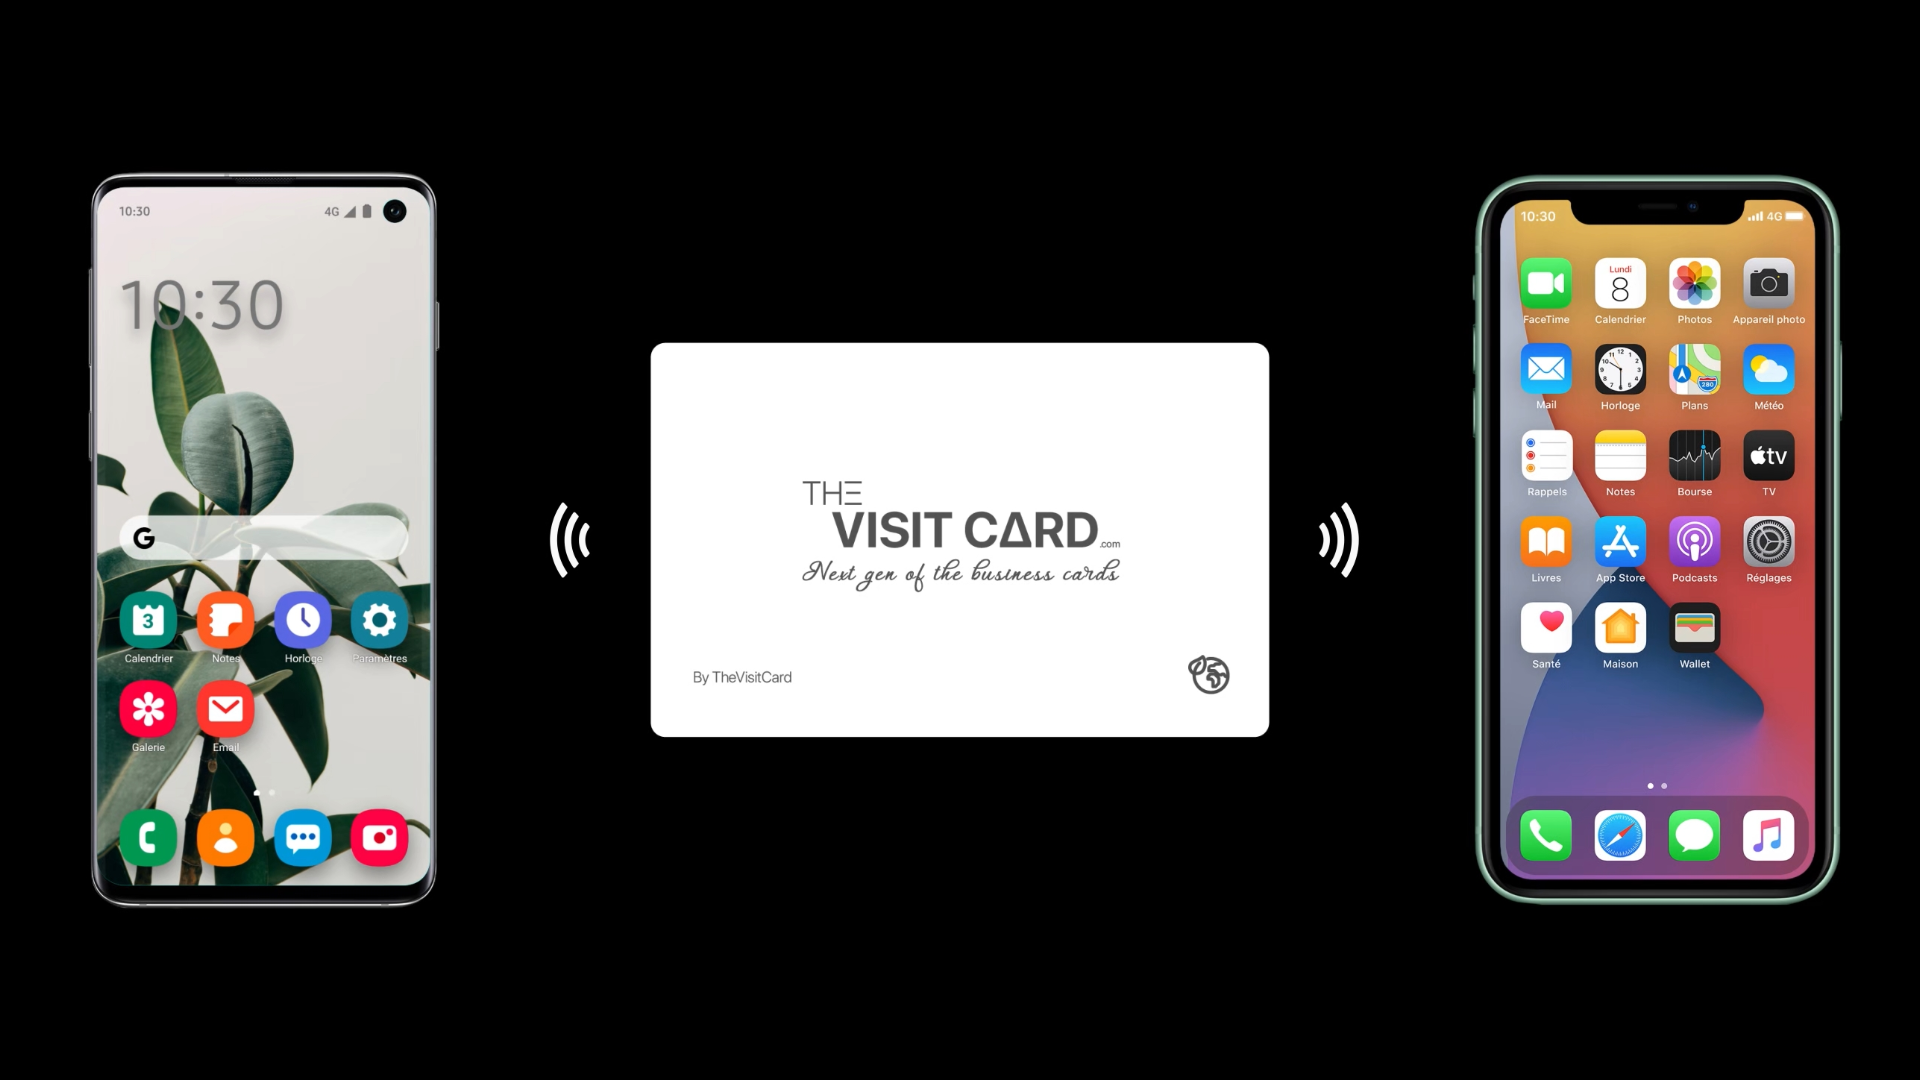 10:30
4G
10:30
G
3
Calendrier
Notes
Horloge
Paramètres
Galerie
Email
THE
VISIT CARD.com
Next gen of the business cards
By TheVisitCard
10:30
4G
Lundi
8
FaceTime
Calendrier
Photos
Appareil photo
280
Mail
Horloge
Plans
Météo
tv
Rappels
Notes
Bourse
TV
Livres
App Store
Podcasts
Réglages
Santé
Maison
Wallet